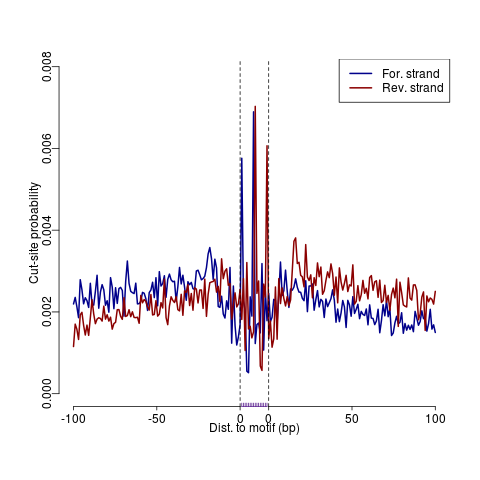 For. strand
Rev. strand
Cut-site probability
0.008
0.006
0.004
0.002
0.000
-100 -50 0 0 50 100
Dist. to motif (bp)